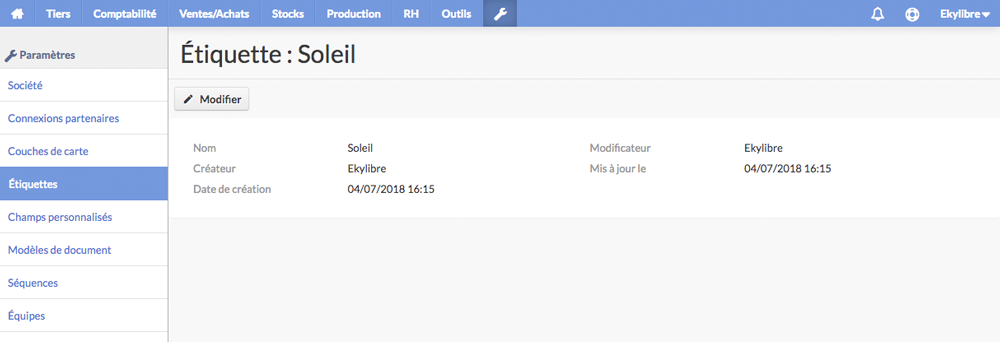 Tiers Comptabilité Ventes/Achats Stocks Production RH Outils Ekylibre
Paramètres
Société
Connexions partenaires
Couches de carte
Étiquettes
Champs personnalisés
Modèles de document
Séquences
Équipes
Étiquette : Soleil
Modifier
Nom Soleil Modificateur Ekylibre
Créateur Ekylibre Mis à jour le 04/07/2018 16:15
Date de création 04/07/2018 16:15